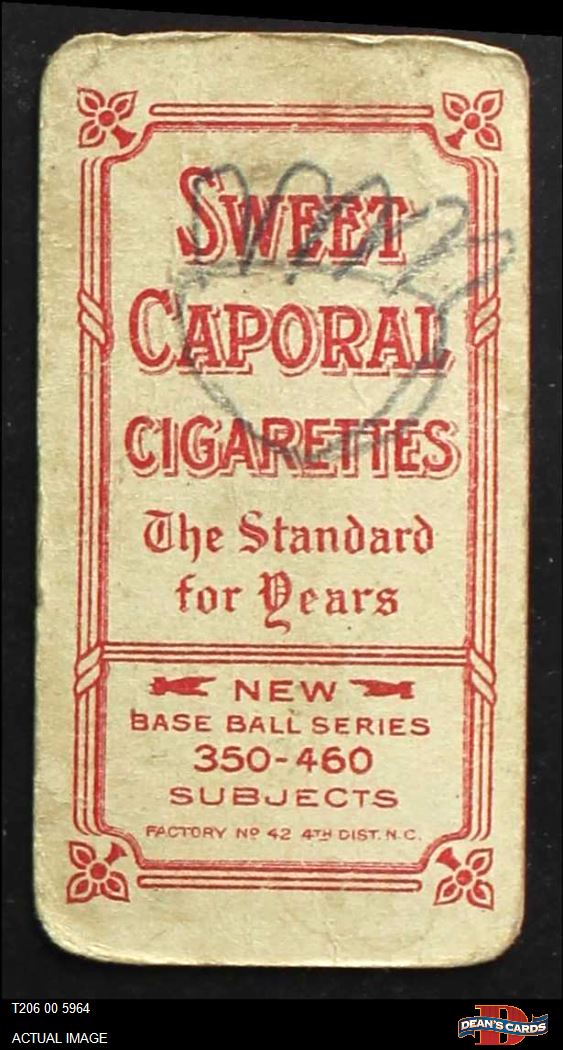 SWEET
CAPORAL
CIGARETTES
The Standard
for Years
NEW
BASE BALL SERIES
350-460
SUBJECTS
FACTORY Nº 42 4TH DIST. N.C.
T206 00 5964
ACTUAL IMAGE
D
DEAN'S CARDS